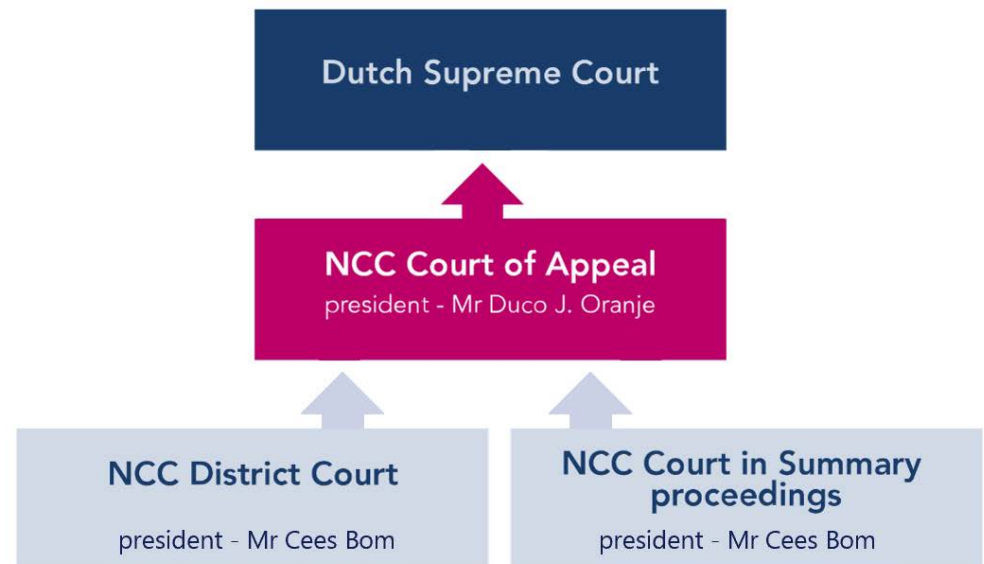 Dutch Supreme Court
NCC Court of Appeal
president - Mr Duco J. Oranje
NCC District Court
president - Mr Cees Bom
NCC Court in Summary
proceedings
president - Mr Cees Bom